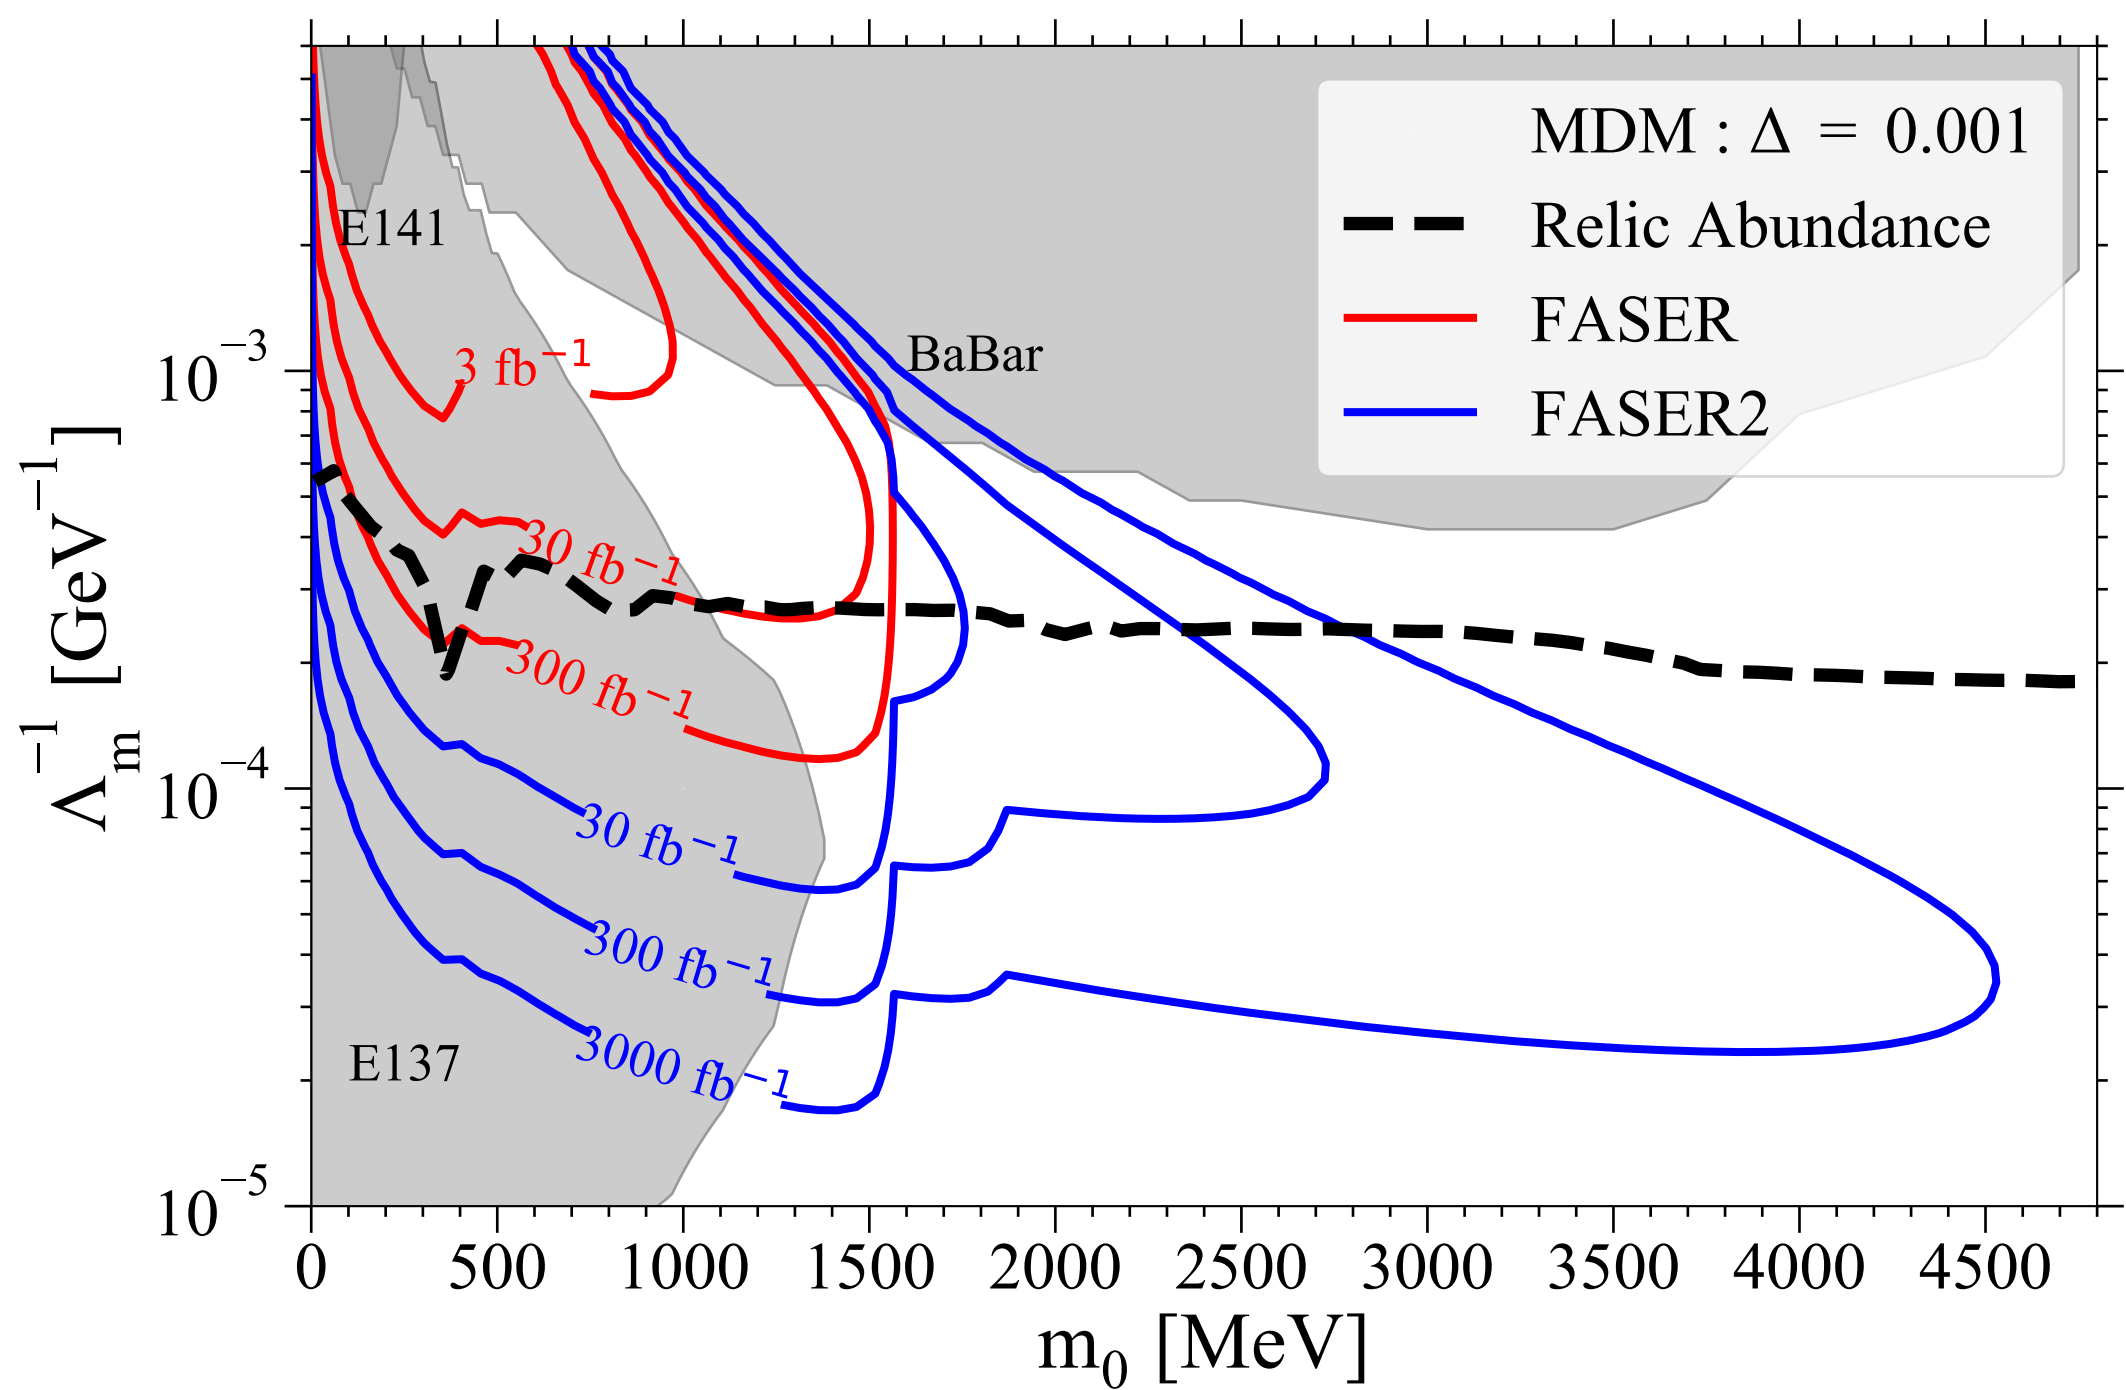 MDM : Δ = 0.001
Relic Abundance
FASER
FASER2
E141
BaBar
3 fb⁻¹
30 fb⁻¹
300 fb⁻¹
30 fb⁻¹
300 fb⁻¹
3000 fb⁻¹
E137
10⁻³
10⁻⁴
10⁻⁵
Λₘ⁻¹ [GeV⁻¹]
0 500 1000 1500 2000 2500 3000 3500 4000 4500
m₀ [MeV]